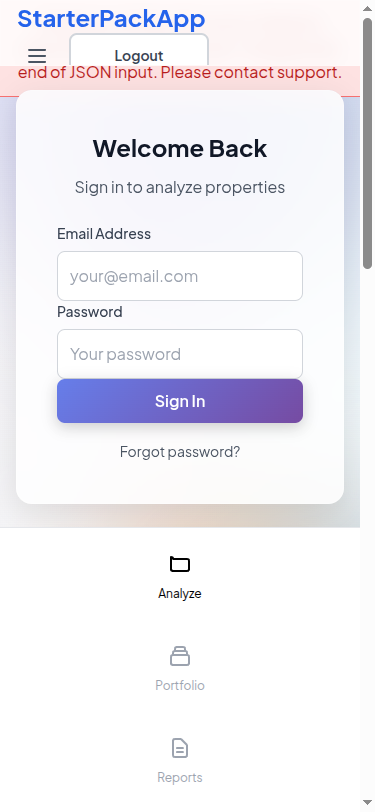 StarterPackApp
Logout
end of JSON input. Please contact support.
Welcome Back
Sign in to analyze properties
Email Address
your@email.com
Password
Your password
Sign In
Forgot password?
Analyze
Portfolio
Reports